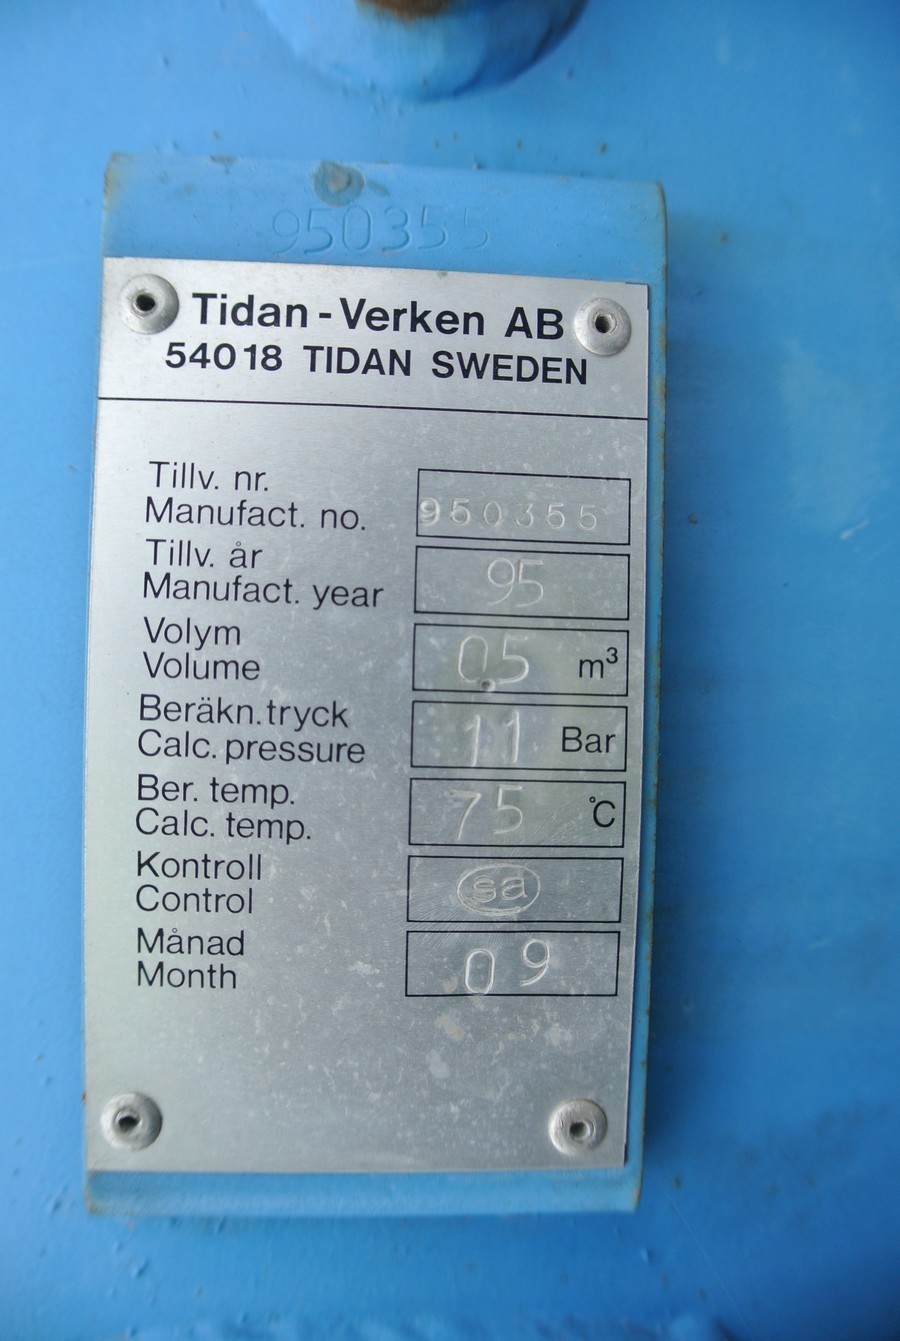 950355
Tidan-Verken AB
54018 TIDAN SWEDEN
Tillv. nr.
Manufact. no. 950355
Tillv. år
Manufact. year 95
Volym
Volume 0.5 m³
Beräkn. tryck
Calc. pressure 11 Bar
Ber. temp.
Calc. temp. 75 °C
Kontroll
Control sa
Månad
Month 09